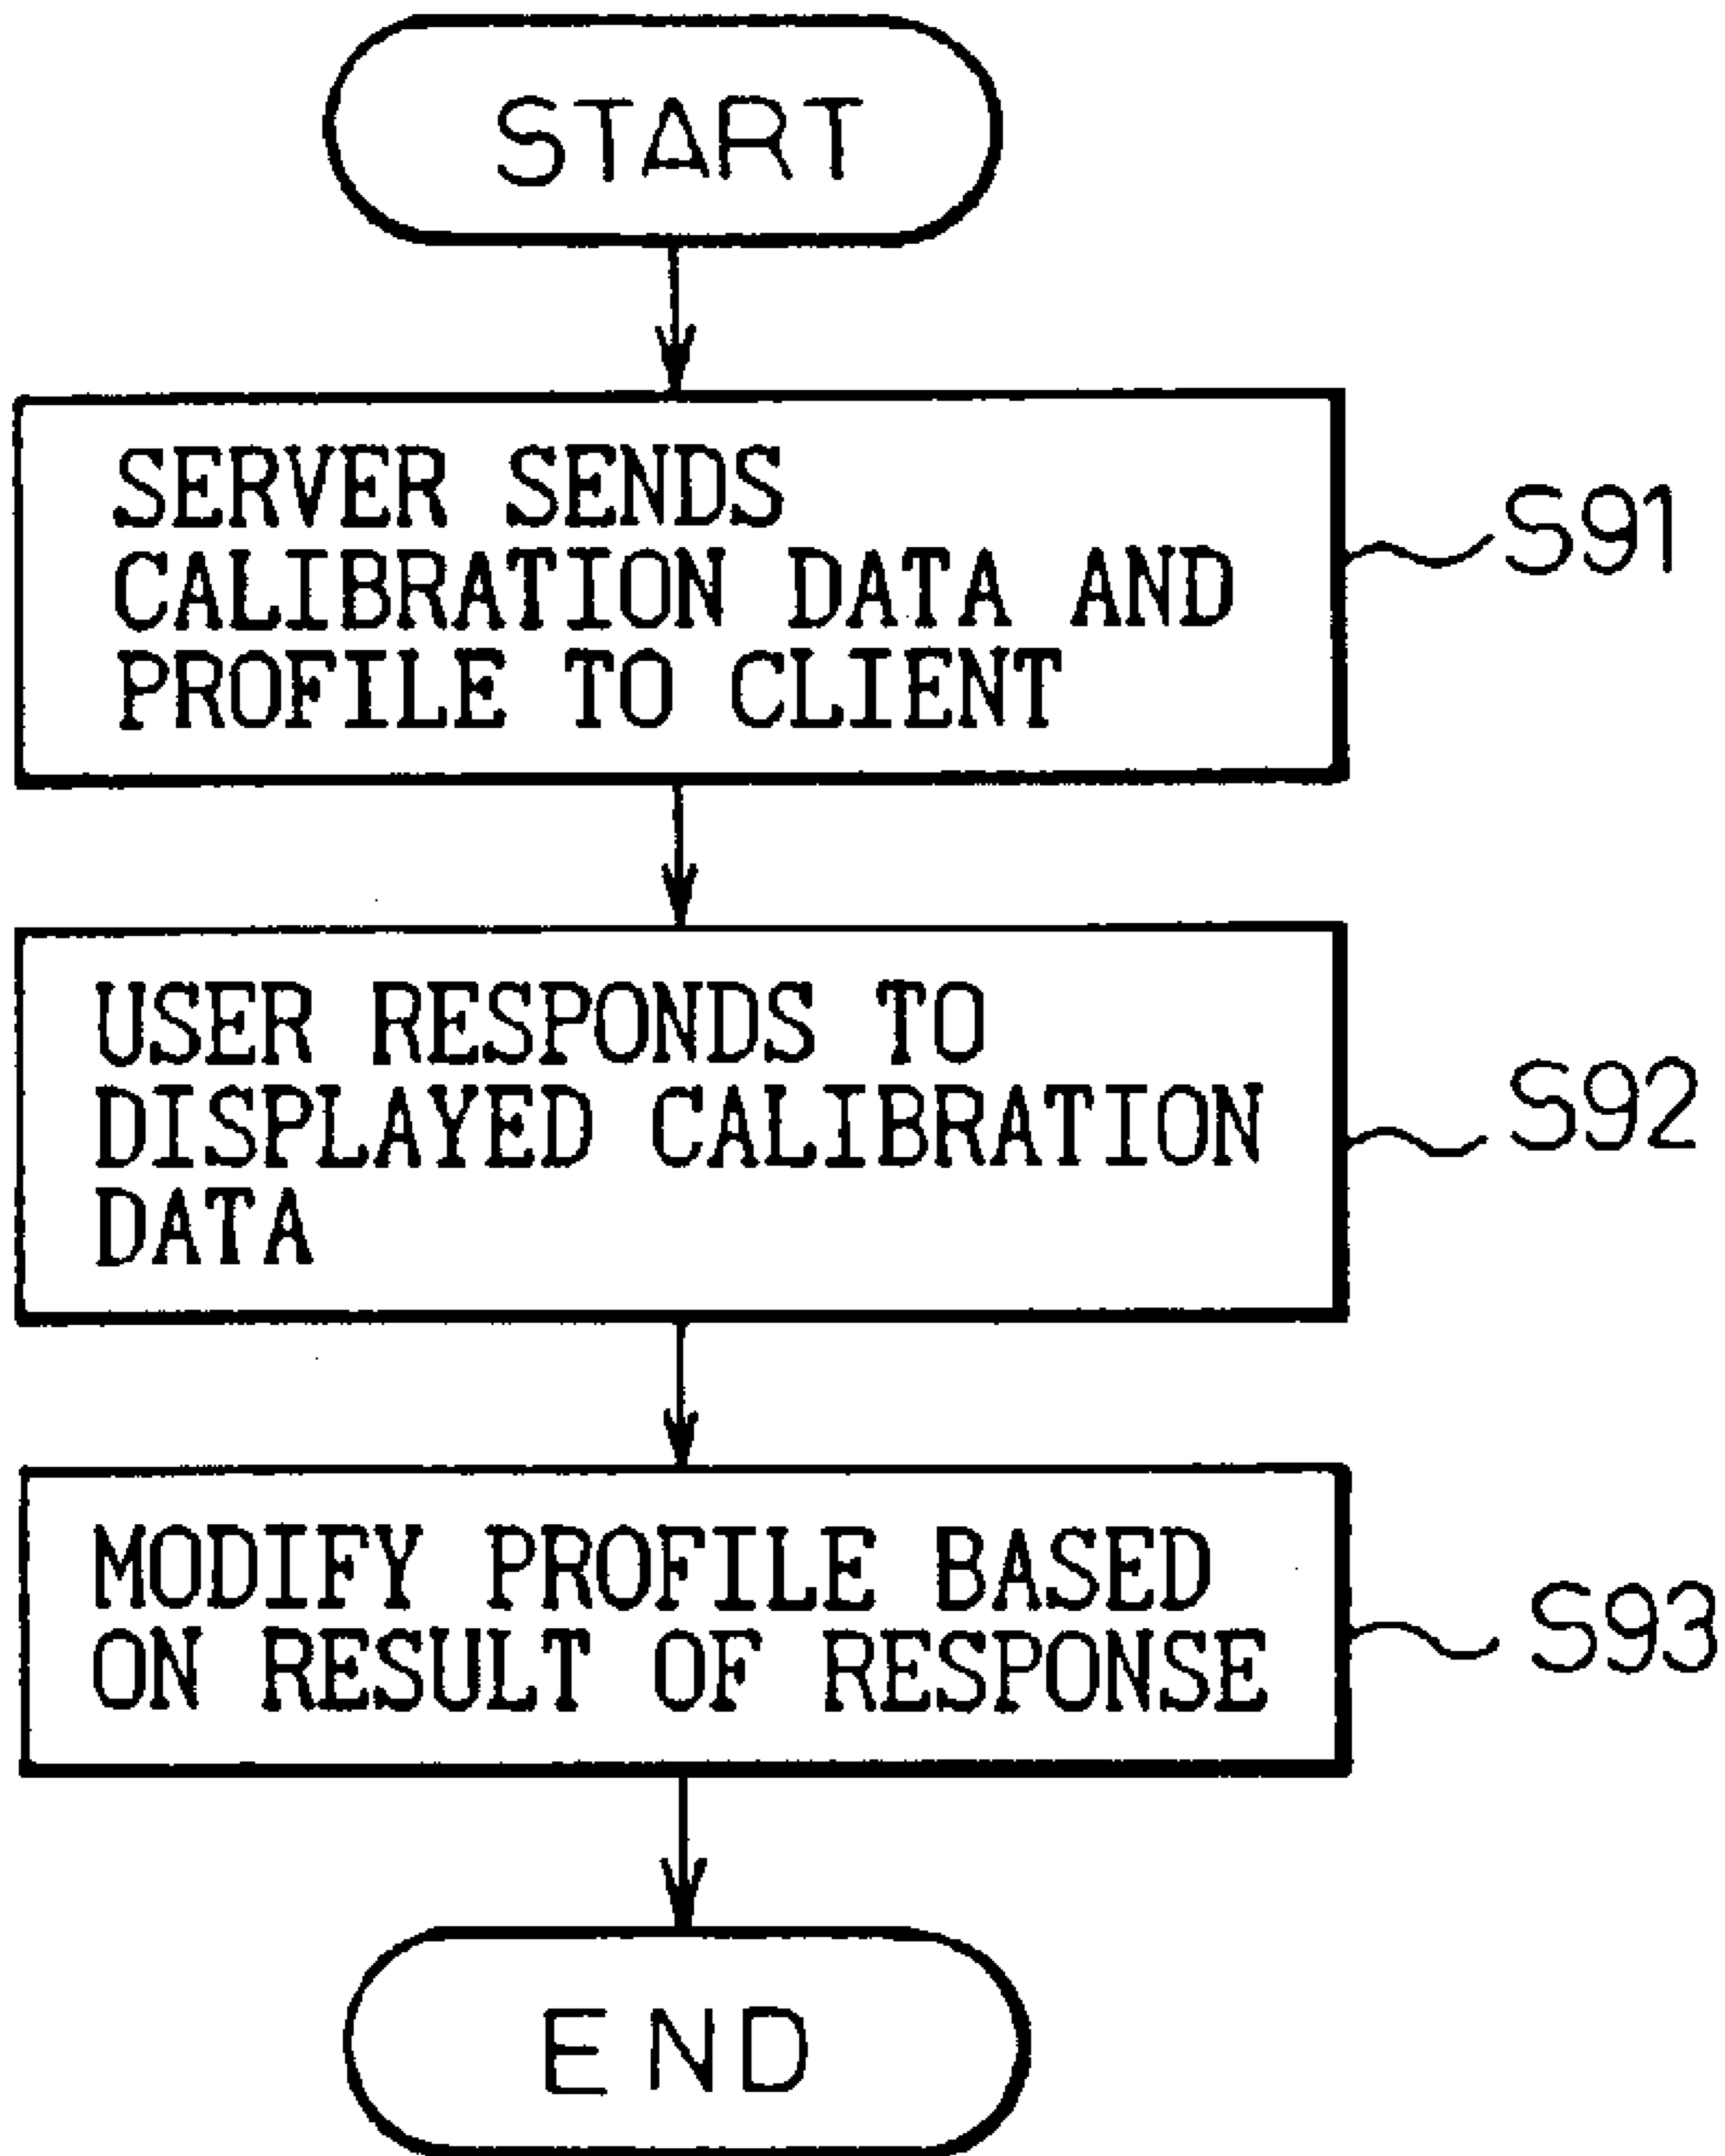 START
SERVER SENDS
CALIBRATION DATA AND
PROFILE TO CLIENT
S91
USER RESPONDS TO
DISPLAYED CALIBRATION
DATA
S92
MODIFY PROFILE BASED
ON RESULT OF RESPONSE
S93
END